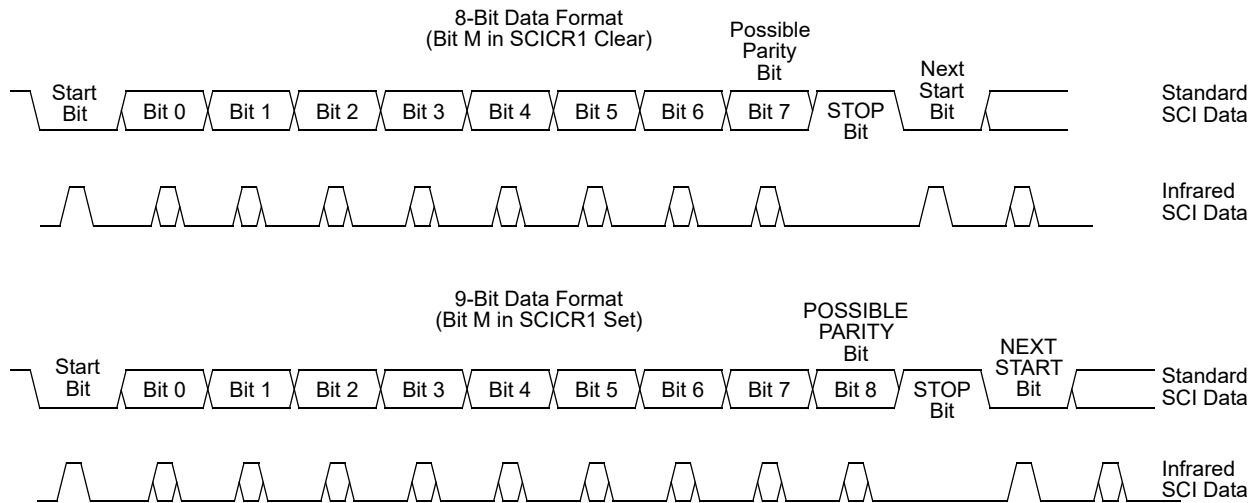 8-Bit Data Format
(Bit M in SCICR1 Clear)
Possible
Parity
Bit
Start
Bit
Bit 0
Bit 1
Bit 2
Bit 3
Bit 4
Bit 5
Bit 6
Bit 7
STOP
Bit
Next
Start
Bit
Standard
SCI Data
Infrared
SCI Data
9-Bit Data Format
(Bit M in SCICR1 Set)
POSSIBLE
PARITY
Bit
Start
Bit
Bit 0
Bit 1
Bit 2
Bit 3
Bit 4
Bit 5
Bit 6
Bit 7
Bit 8
STOP
Bit
NEXT
START
Bit
Standard
SCI Data
Infrared
SCI Data